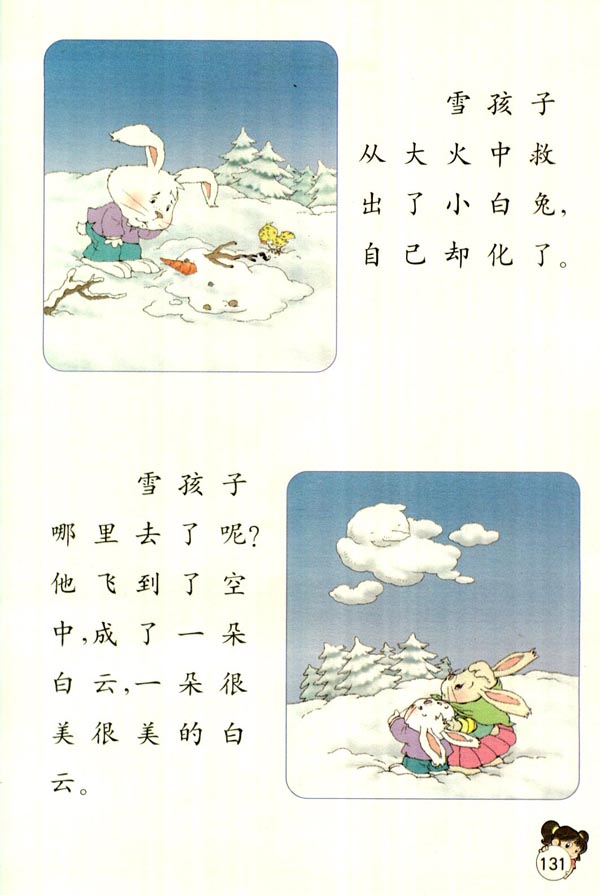 雪孩子
从大火中救
出了小白兔,
自己却化了。
雪孩子
哪里去了呢?
他飞到了空
中,成了一朵
白云,一朵很
美很美的白
云。
131